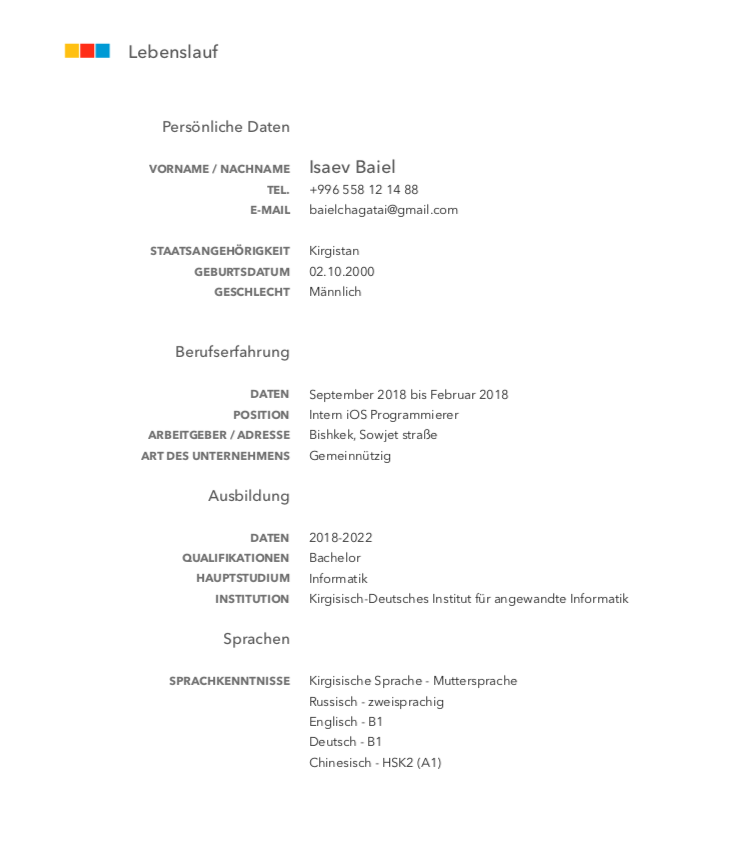 Lebenslauf
Persönliche Daten
VORNAME / NACHNAME Isaev Baiel
TEL. +996 558 12 14 88
E-MAIL baielchagatai@gmail.com
STAATSANGEHÖRIGKEIT Kirgistan
GEBURTSDATUM 02.10.2000
GESCHLECHT Männlich
Berufserfahrung
DATEN September 2018 bis Februar 2018
POSITION Intern iOS Programmierer
ARBEITGEBER / ADRESSE Bishkek, Sowjet straße
ART DES UNTERNEHMENS Gemeinnützig
Ausbildung
DATEN 2018-2022
QUALIFIKATIONEN Bachelor
HAUPTSTUDIUM Informatik
INSTITUTION Kirgisisch-Deutsches Institut für angewandte Informatik
Sprachen
SPRACHKENNTNISSE Kirgisische Sprache - Muttersprache
Russisch - zweisprachig
Englisch - B1
Deutsch - B1
Chinesisch - HSK2 (A1)